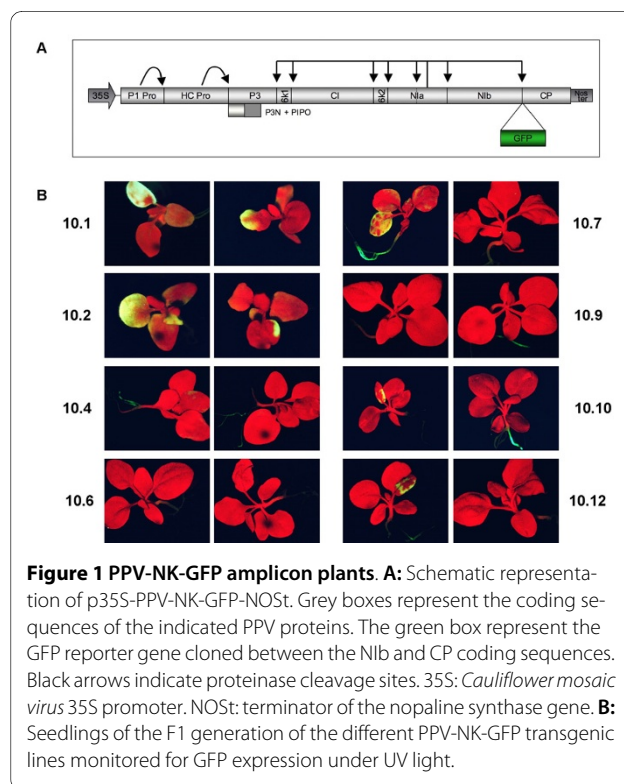 A
35S
P1 Pro
HC Pro
P3
6k1
CI
6k2
NIa
NIb
CP
Nos ter
P3N + PIPO
GFP
B
10.1
10.7
10.2
10.9
10.4
10.10
10.6
10.12
Figure 1 PPV-NK-GFP amplicon plants. A: Schematic representa-
tion of p35S-PPV-NK-GFP-NOSt. Grey boxes represent the coding se-
quences of the indicated PPV proteins. The green box represent the
GFP reporter gene cloned between the NIb and CP coding sequences.
Black arrows indicate proteinase cleavage sites. 35S: Cauliflower mosaic
virus 35S promoter. NOSt: terminator of the nopaline synthase gene. B:
Seedlings of the F1 generation of the different PPV-NK-GFP transgenic
lines monitored for GFP expression under UV light.